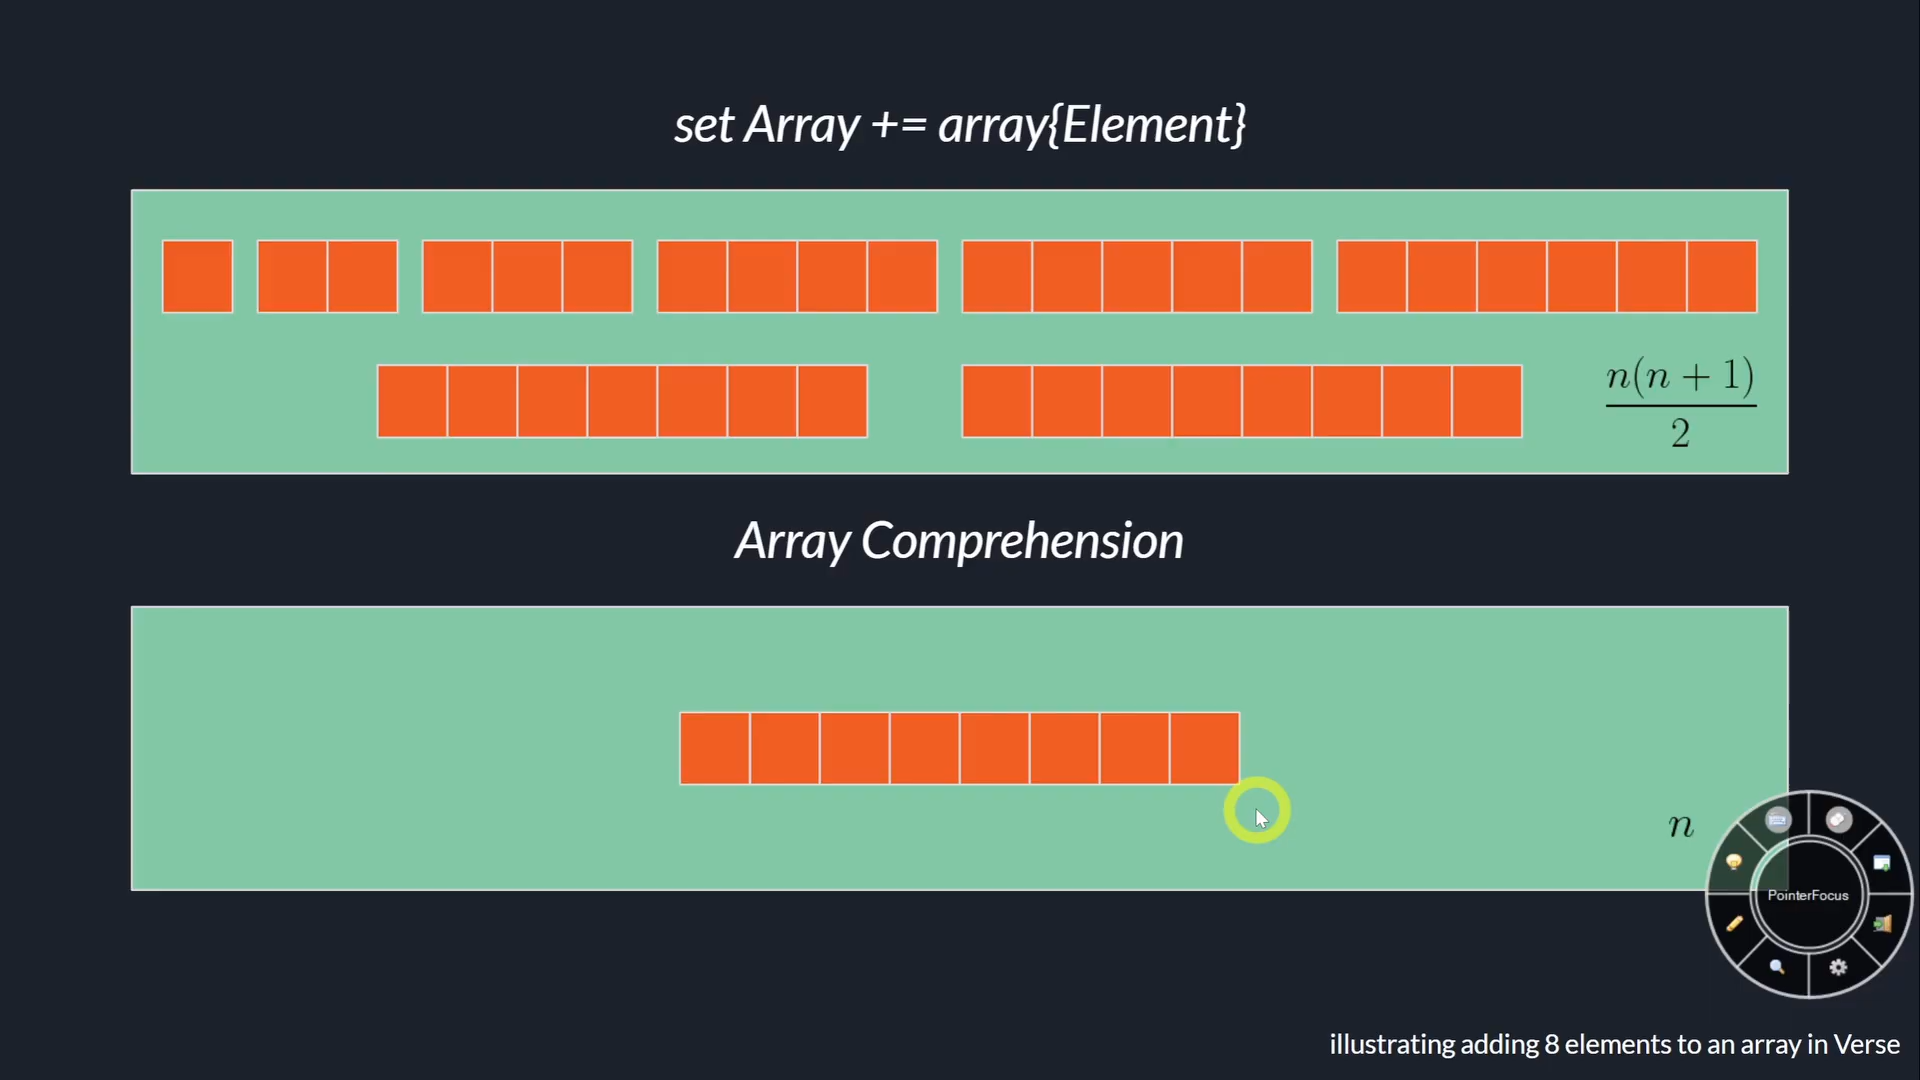 set Array += array{Element}
n(n + 1)
2
Array Comprehension
n
PointerFocus
illustrating adding 8 elements to an array in Verse